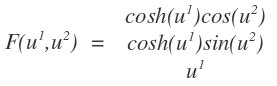 cosh(u¹)cos(u²)
F(u¹,u²) = cosh(u¹)sin(u²)
u¹